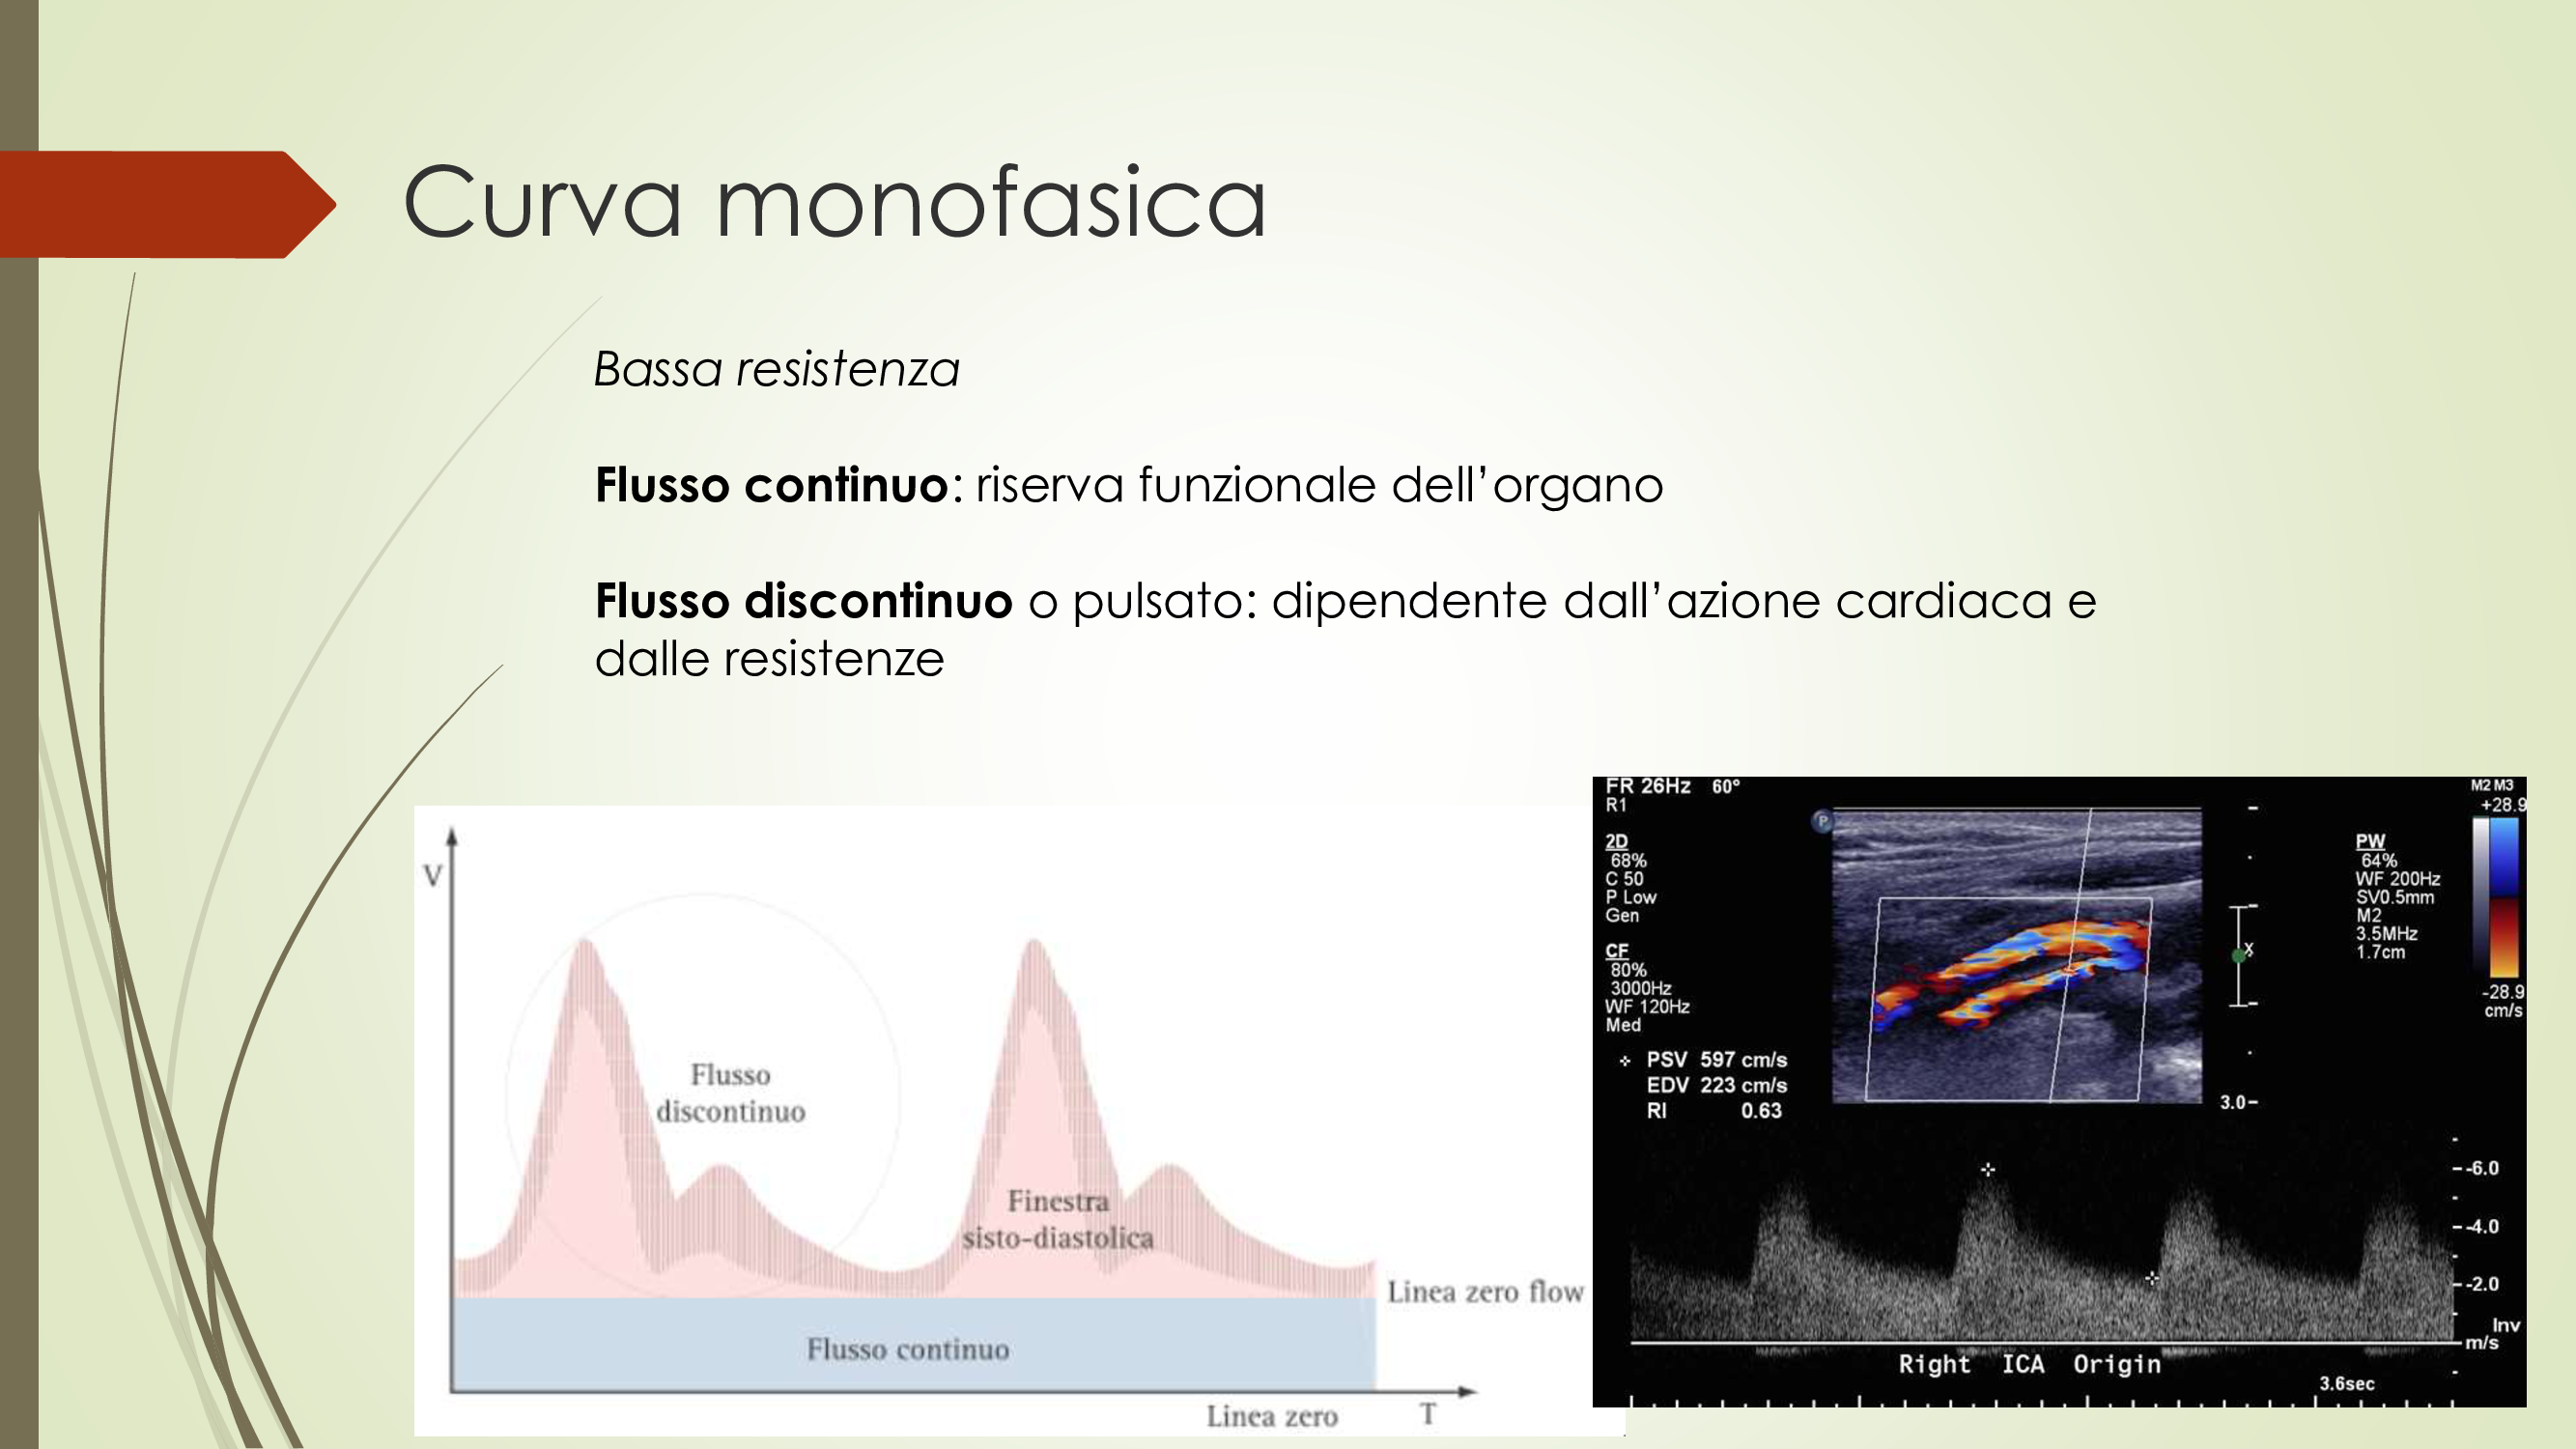 Curva monofasica
Bassa resistenza
Flusso continuo: riserva funzionale dell’organo
Flusso discontinuo o pulsato: dipendente dall’azione cardiaca e
dalle resistenze
V
Flusso
discontinuo
Finestra
sisto-diastolica
Linea zero flow
Flusso continuo
Linea zero
T
FR 26Hz 60°
R1
2D
68%
C 50
P Low
Gen
CF
80%
3000Hz
WF 120Hz
Med
PSV 597 cm/s
EDV 223 cm/s
RI 0.63
P
x
3.0
PW
64%
WF 200Hz
SV0.5mm
M2
3.5MHz
1.7cm
M2 M3
+28.9
-28.9
cm/s
-6.0
-4.0
-2.0
Inv
m/s
Right ICA Origin
3.6sec